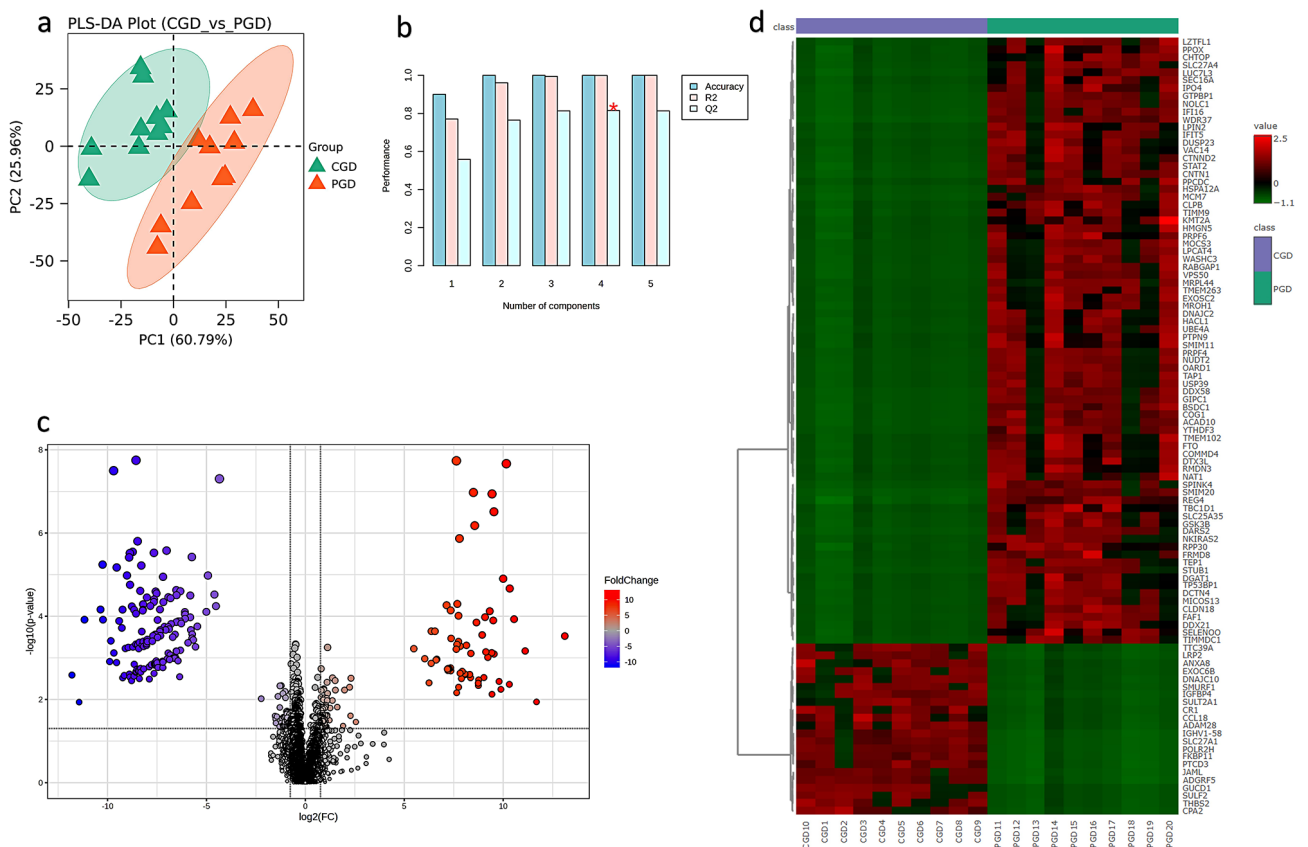 a
PLS-DA Plot (CGD_vs_PGD)
PC2 (25.96%)
25
0
-25
-50
-50
-25
0
25
50
PC1 (60.79%)
Group
CGD
PGD
b
Performance
1.0
0.8
0.6
0.4
0.2
0.0
*
1
2
3
4
5
Number of components
Accuracy
R2
Q2
c
-log10(p-value)
8
6
4
2
0
-10
-5
0
5
10
log2(FC)
FoldChange
10
5
0
-5
-10
d
class
LZTFL1
PPOX
CHTOP
SLC27A4
LUC7L3
SEC16A
IPO4
GTPBP1
NOLC1
IFI16
WDR37
LPIN2
IFIT5
DUSP23
VAC14
CTNND2
STAT2
CNTN1
PPCDC
HSPA12A
MCM7
CLPB
TIMM9
KMT2A
HMGN5
PRPF6
MOCS3
LPCAT4
WASHC3
RABGAP1
VPS50
MRPL44
TMEM263
EXOSC2
MROH1
DNAJC2
HACL1
UBE4A
PTPN9
SMIM11
PRPF4
NUDT2
OARD1
TAP1
USP39
DDX58
GIPC1
BSDC1
COG1
ACAD10
YTHDF3
TMEM102
FTO
COMMD4
DTX3L
RMDN3
NAT1
SPINK4
SMIM20
REG4
TBC1D1
SLC25A35
GSK3B
DARS2
NKIRAS2
RPP30
FRMD8
TEP1
STUB1
DGAT1
TP53BP1
DCTN4
MICOS13
CLDN18
FAF1
DDX21
SELENOO
TIMMDC1
TTC39A
LRP2
ANXA8
EXOC6B
DNAJC10
SMURF1
IGFBP4
SULT2A1
CR1
CCL18
ADAM28
IGHV1-58
SLC27A1
POLR2H
FKBP11
PTCD3
JAML
ADGRF5
GUCD1
SULF2
THBS2
CPA2
CGD10
CGD1
CGD2
CGD3
CGD4
CGD5
CGD6
CGD7
CGD8
CGD9
PGD11
PGD12
PGD13
PGD14
PGD15
PGD16
PGD17
PGD18
PGD19
PGD20
value
2.5
0
−1.1
class
CGD
PGD